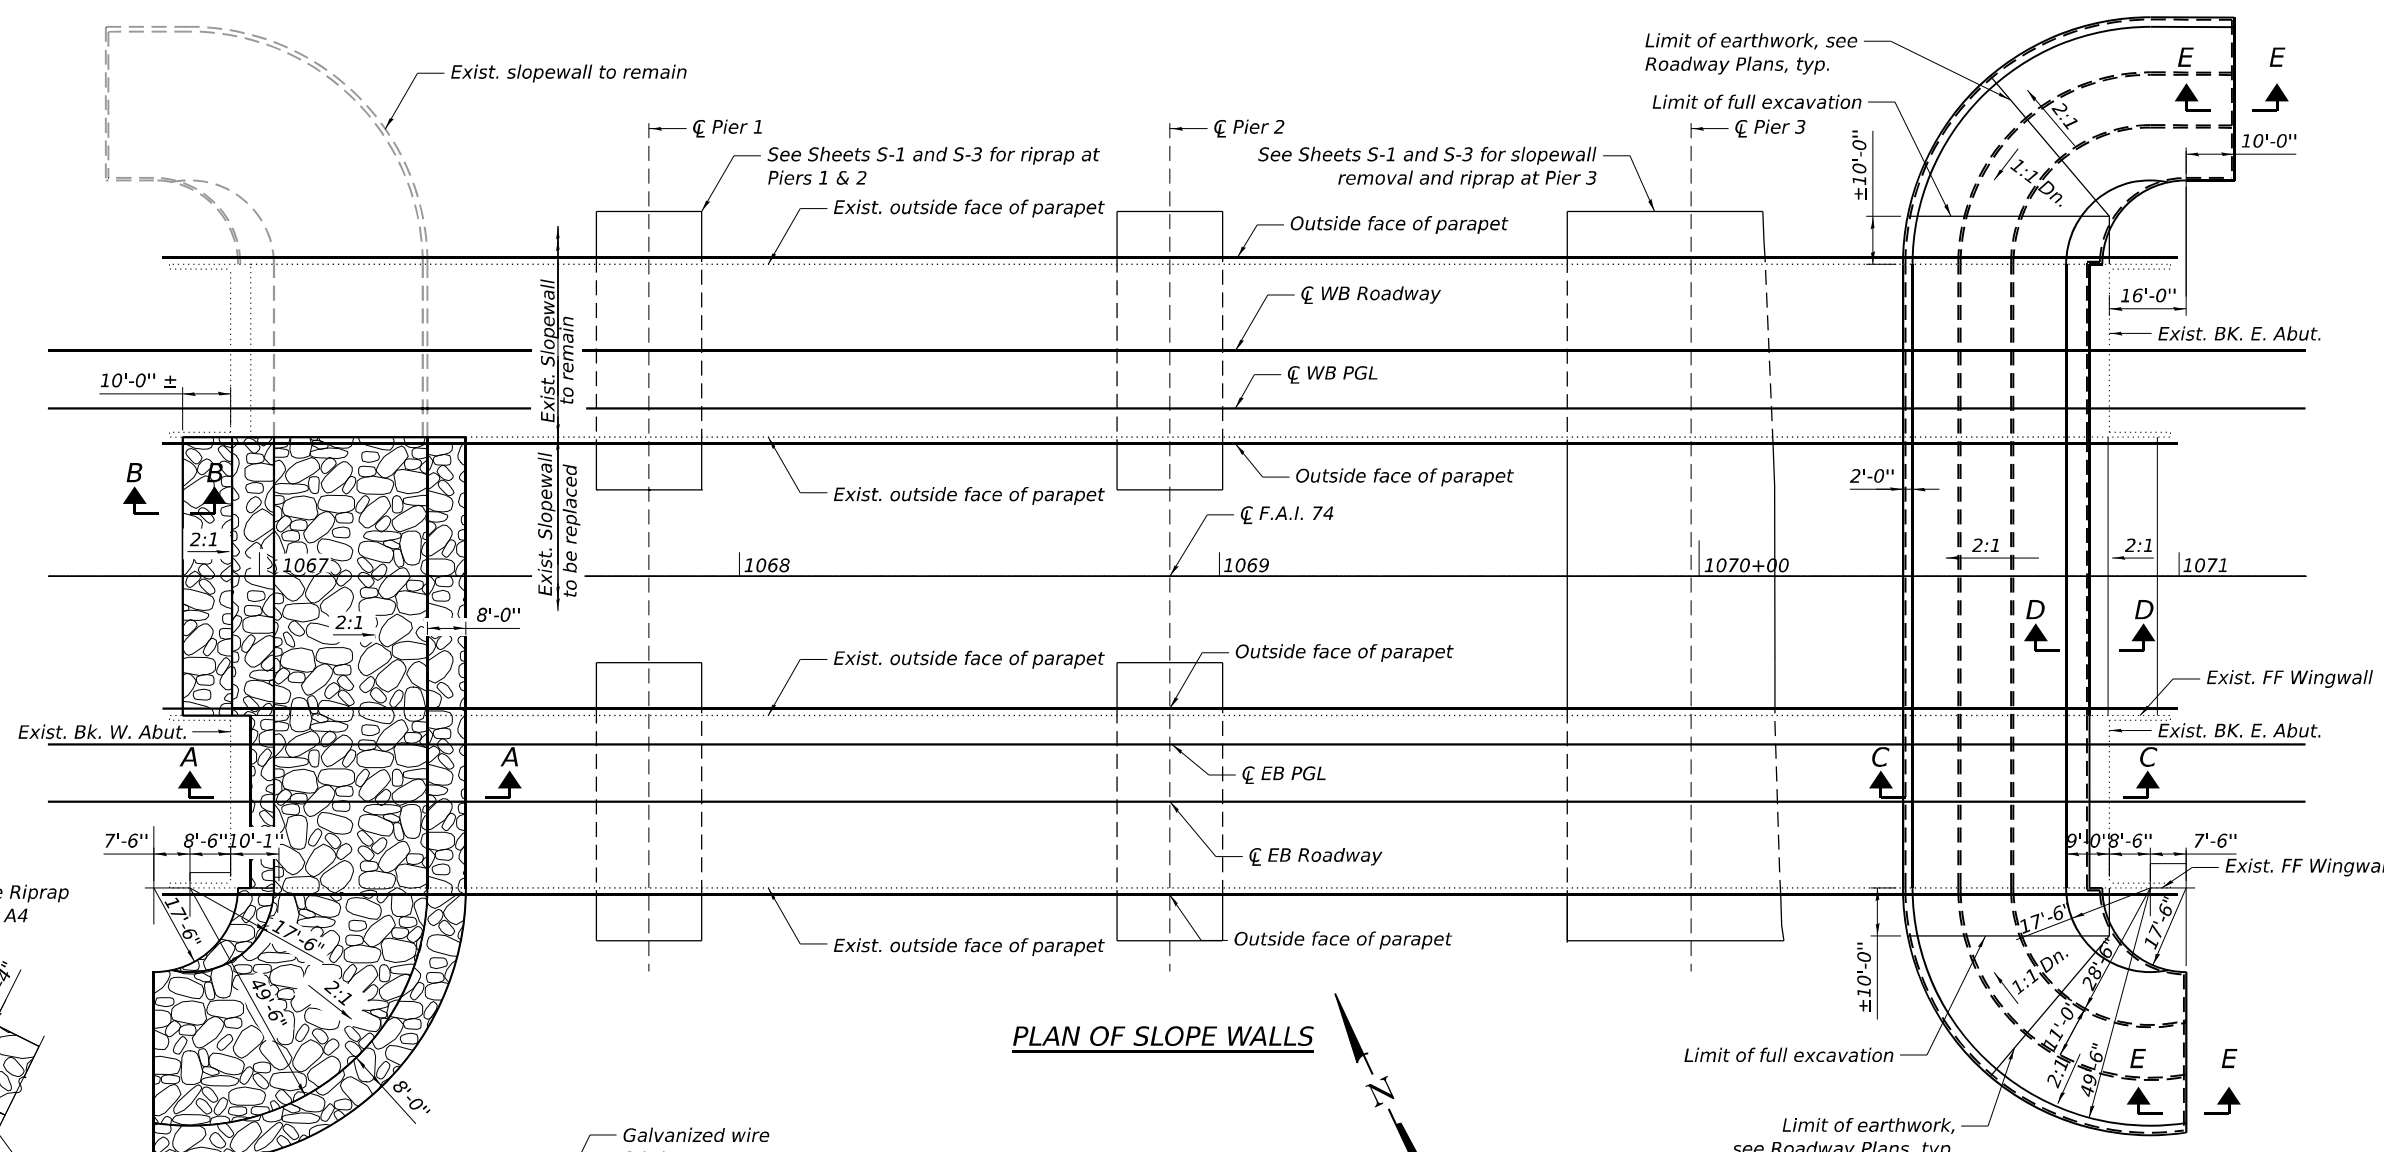 Limit of earthwork, see
Roadway Plans, typ.
Exist. slopewall to remain
E
E
Limit of full excavation
2:1
℄ Pier 1
℄ Pier 2
℄ Pier 3
10'-0"
±10'-0"
See Sheets S-1 and S-3 for riprap at
Piers 1 & 2
See Sheets S-1 and S-3 for slopewall
removal and riprap at Pier 3
1:1 Dn.
Exist. outside face of parapet
Outside face of parapet
℄ WB Roadway
16'-0"
Exist. Slopewall
to remain
Exist. BK. E. Abut.
10'-0" ±
℄ WB PGL
B
B
Exist. outside face of parapet
Outside face of parapet
2'-0"
℄ F.A.I. 74
Exist. Slopewall
to be replaced
2:1
2:1
2:1
1067
1068
1069
1070+00
1071
2:1
8'-0"
D
D
Exist. outside face of parapet
Outside face of parapet
Exist. FF Wingwall
Exist. Bk. W. Abut.
Exist. BK. E. Abut.
A
A
℄ EB PGL
C
C
7'-6"
8'-6"
10'-1"
℄ EB Roadway
9'-0"
8'-6"
7'-6"
Exist. FF Wingwal
Riprap
A4
17'-6"
17'-6"
Exist. outside face of parapet
Outside face of parapet
17'-6"
17'-6"
±10'-0"
28'-6"
1:1 Dn.
49'-6"
2:1
11'-0"
2:1
49'-6"
PLAN OF SLOPE WALLS
N
Limit of full excavation
E
E
8'-0"
Galvanized wire
Limit of earthwork,
see Roadway Plans, typ.